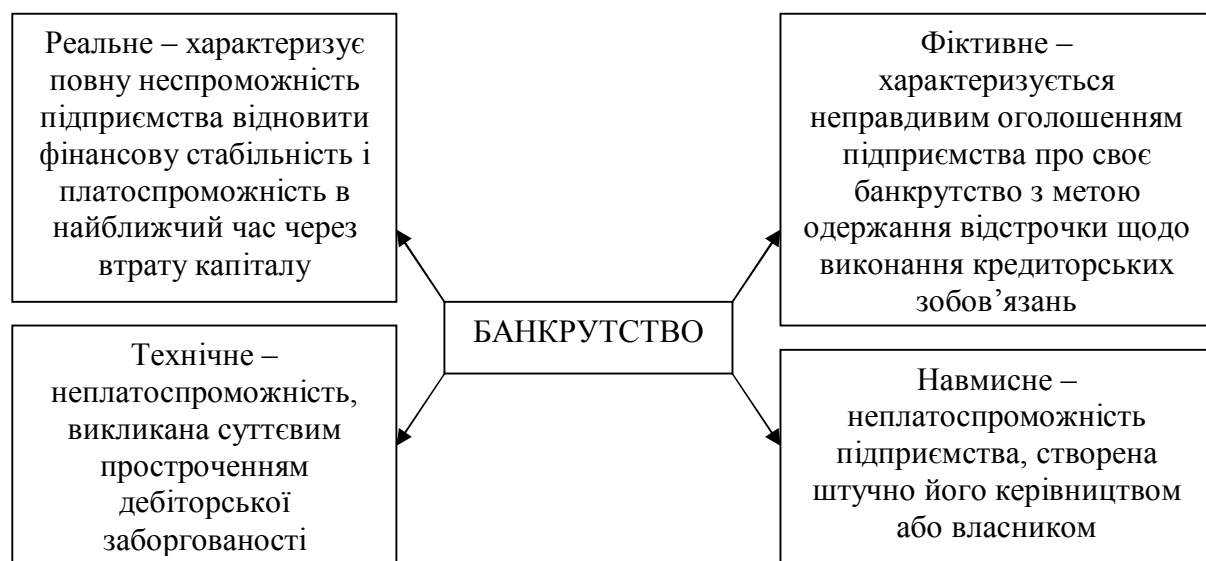 Реальне – характеризує
повну неспроможність
підприємства відновити
фінансову стабільність і
платоспроможність в
найближчий час через
втрату капіталу
Фіктивне –
характеризується
неправдивим оголошенням
підприємства про своє
банкрутство з метою
одержання відстрочки щодо
виконання кредиторських
зобов’язань
БАНКРУТСТВО
Технічне –
неплатоспроможність,
викликана суттєвим
простроченням
дебіторської
заборгованості
Навмисне –
неплатоспроможність
підприємства, створена
штучно його керівництвом
або власником